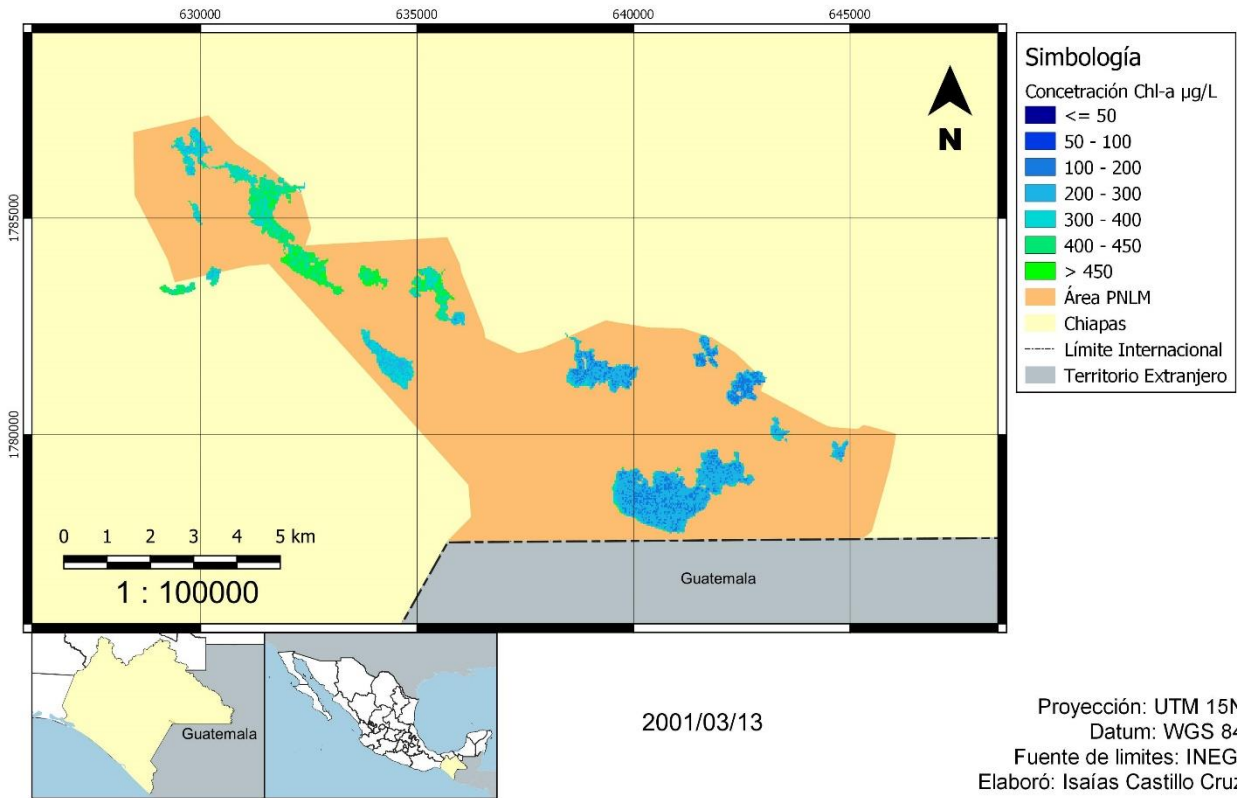 630000 635000 640000 645000
1785000
1780000
N
0 1 2 3 4 5 km
1 : 100000
Guatemala
Simbología
Concetración Chl-a µg/L
<= 50
50 - 100
100 - 200
200 - 300
300 - 400
400 - 450
> 450
Área PNLM
Chiapas
Límite Internacional
Territorio Extranjero
Guatemala
2001/03/13
Proyección: UTM 15N
Datum: WGS 84
Fuente de limites: INEG
Elaboró: Isaías Castillo Cruz